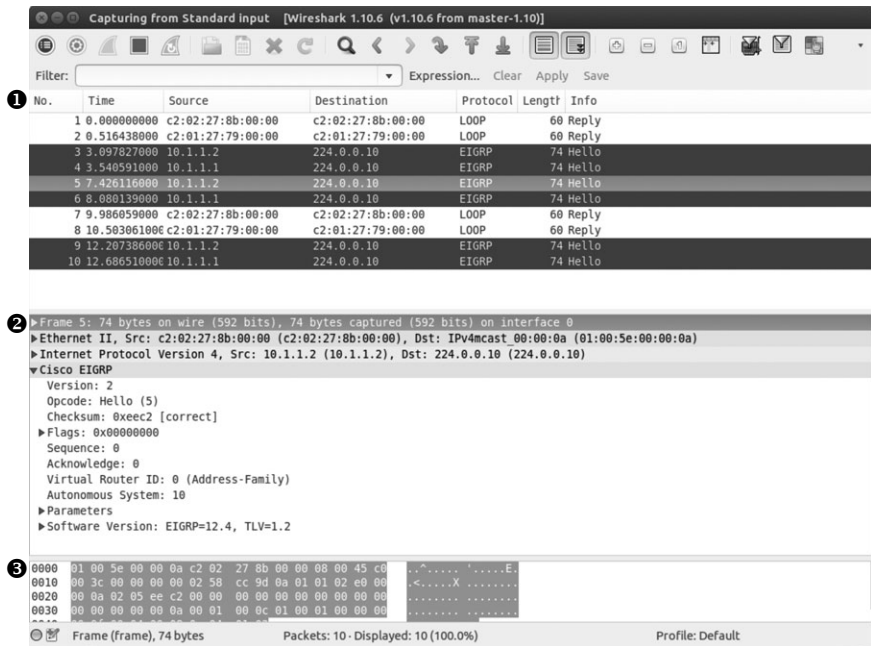 Capturing from Standard input [Wireshark 1.10.6 (v1.10.6 from master-1.10)]
Filter: Expression... Clear Apply Save
❶ No. Time Source Destination Protocol Length Info
1 0.000000000 c2:02:27:8b:00:00 c2:02:27:8b:00:00 LOOP 60 Reply
2 0.516438000 c2:01:27:79:00:00 c2:01:27:79:00:00 LOOP 60 Reply
3 3.097827000 10.1.1.2 224.0.0.10 EIGRP 74 Hello
4 3.540591000 10.1.1.1 224.0.0.10 EIGRP 74 Hello
5 7.426116000 10.1.1.2 224.0.0.10 EIGRP 74 Hello
6 8.080139000 10.1.1.1 224.0.0.10 EIGRP 74 Hello
7 9.986059000 c2:02:27:8b:00:00 c2:02:27:8b:00:00 LOOP 60 Reply
8 10.503061000 c2:01:27:79:00:00 c2:01:27:79:00:00 LOOP 60 Reply
9 12.207386000 10.1.1.2 224.0.0.10 EIGRP 74 Hello
10 12.686510000 10.1.1.1 224.0.0.10 EIGRP 74 Hello
❷ Frame 5: 74 bytes on wire (592 bits), 74 bytes captured (592 bits) on interface 0
Ethernet II, Src: c2:02:27:8b:00:00 (c2:02:27:8b:00:00), Dst: IPv4mcast_00:00:0a (01:00:5e:00:00:0a)
Internet Protocol Version 4, Src: 10.1.1.2 (10.1.1.2), Dst: 224.0.0.10 (224.0.0.10)
Cisco EIGRP
Version: 2
Opcode: Hello (5)
Checksum: 0xeec2 [correct]
Flags: 0x00000000
Sequence: 0
Acknowledge: 0
Virtual Router ID: 0 (Address-Family)
Autonomous System: 10
Parameters
Software Version: EIGRP=12.4, TLV=1.2
❸ 0000 01 00 5e 00 00 0a c2 02 27 8b 00 00 08 00 45 c0 ..^..... '.....E.
0010 00 3c 00 00 00 00 02 58 cc 9d 0a 01 01 02 e0 00 .<.....X ........
0020 00 0a 02 05 ee c2 00 00 00 00 00 00 00 00 00 00 ........ ........
0030 00 00 00 00 00 0a 00 01 00 0c 01 00 01 00 00 00 ........ ........
Frame (frame), 74 bytes Packets: 10 · Displayed: 10 (100.0%) Profile: Default